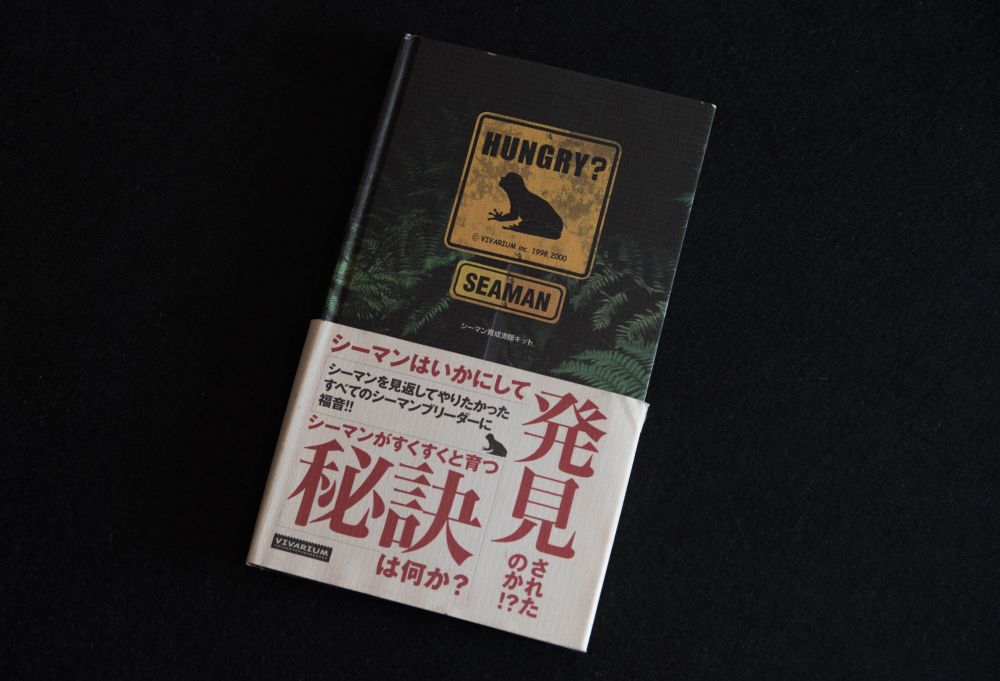 HUNGRY?
© VIVARIUM inc. 1998,2000
SEAMAN
シーマン育成支援キット
シーマンはいかにして
発見
された
のか!?
シーマンを見返してやりたかった
すべてのシーマンブリーダーに
福音!!
シーマンがすくすくと育つ
秘訣
は何か?
VIVARIUM